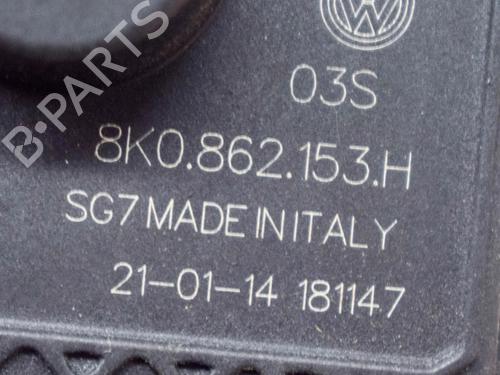 B-PARTS
03S
8K0.862.153.H
SG7 MADE IN ITALY
21-01-14 181147